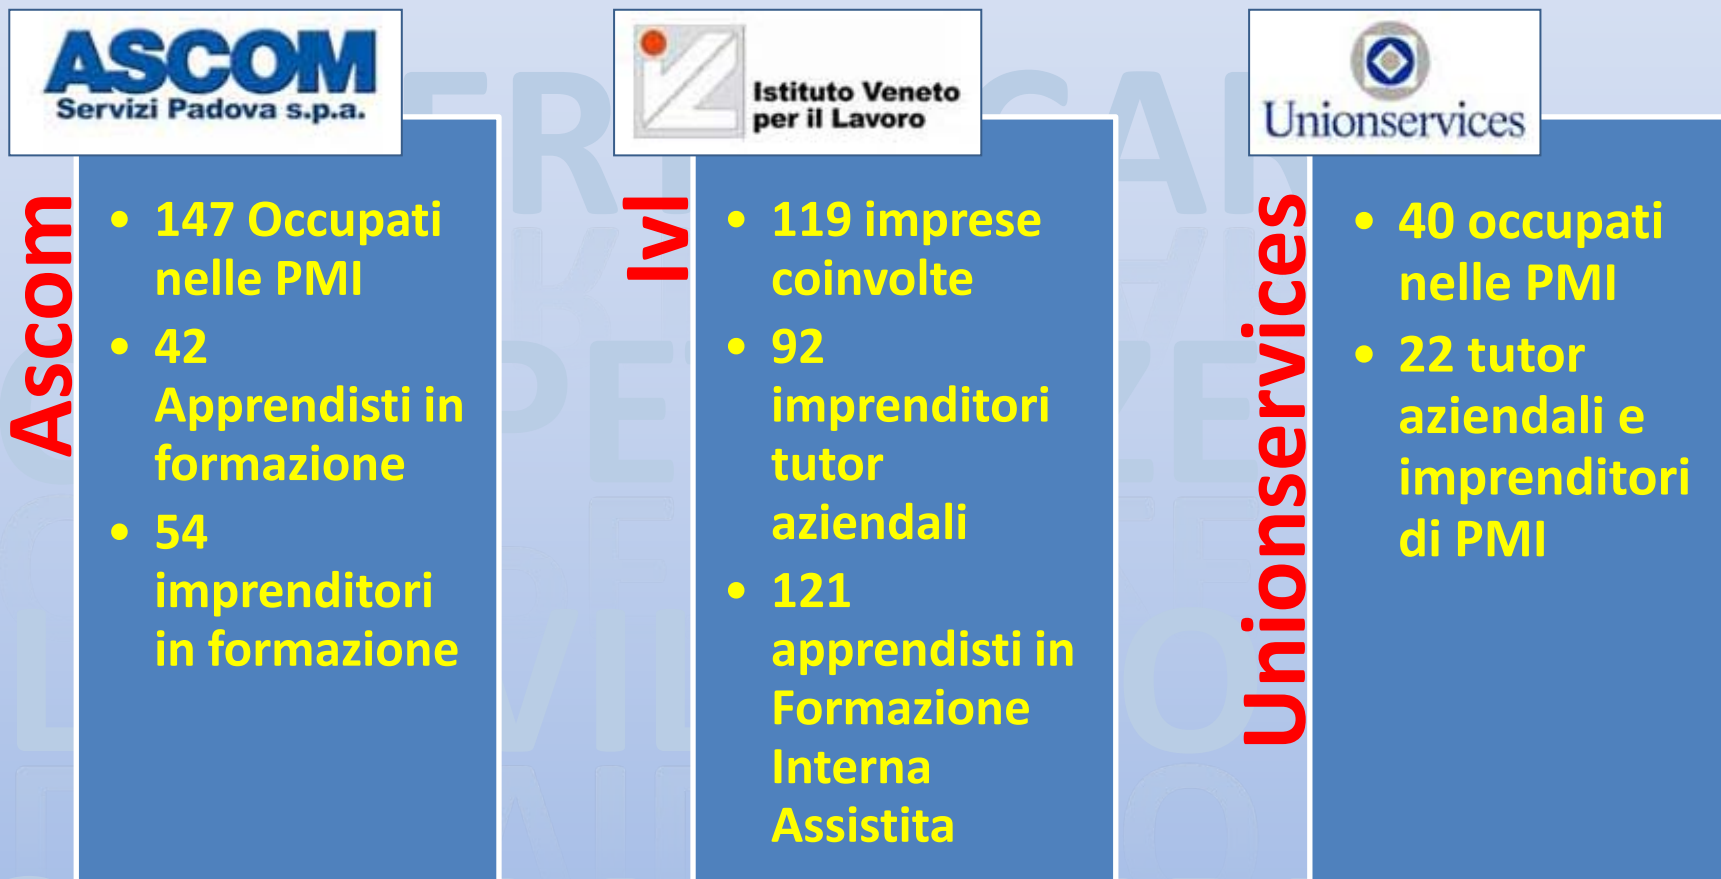 ASCOM
Servizi Padova s.p.a.
Ascom
• 147 Occupati
nelle PMI
• 42
Apprendisti in
formazione
• 54
imprenditori
in formazione
Istituto Veneto
per il Lavoro
Ivl
• 119 imprese
coinvolte
• 92
imprenditori
tutor
aziendali
• 121
apprendisti in
Formazione
Interna
Assistita
Unionservices
Unionservices
• 40 occupati
nelle PMI
• 22 tutor
aziendali e
imprenditori
di PMI